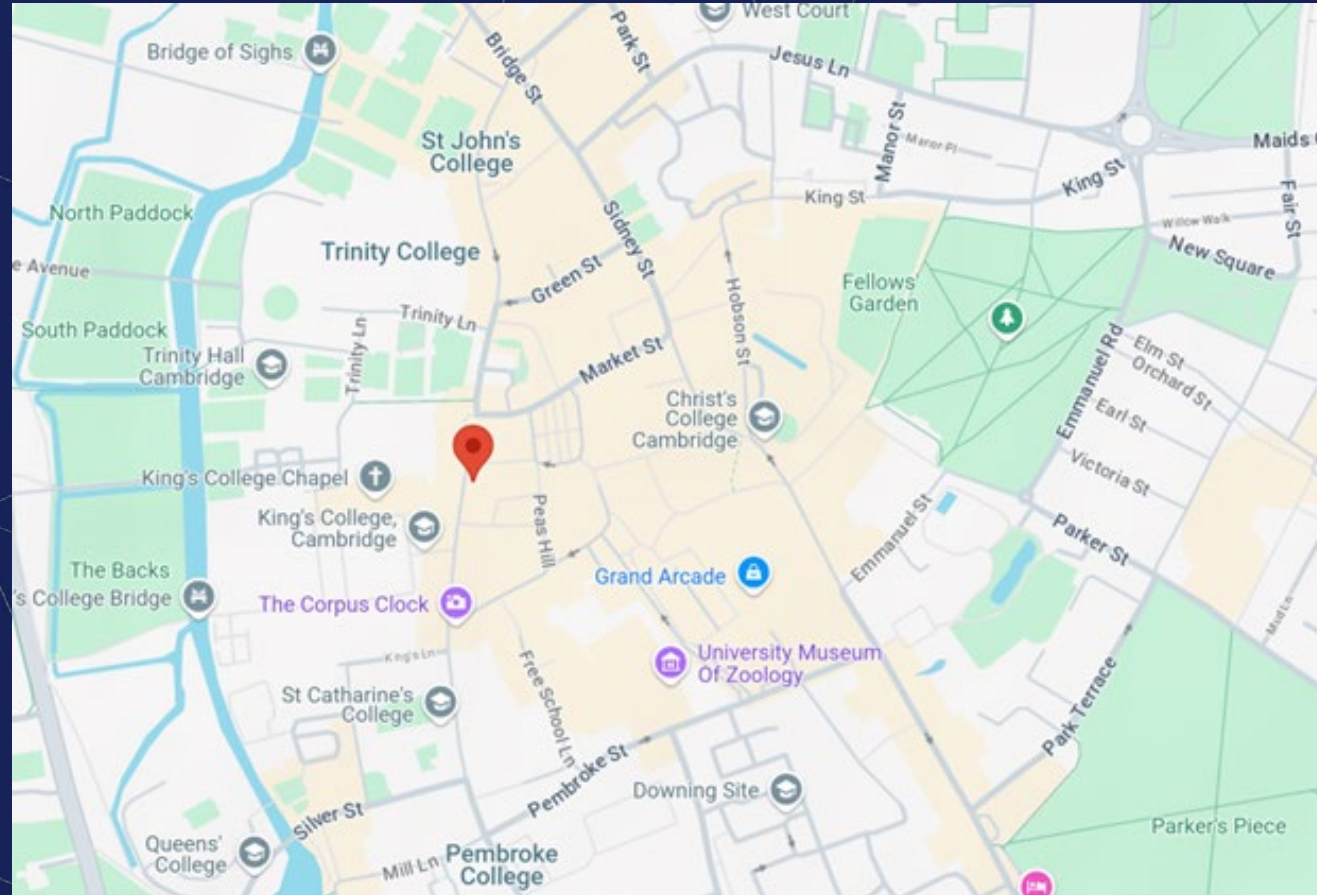 West Court
Bridge of Sighs
Bridge St
Park St
Jesus Ln
St John's
College
Manor St
Manor Pl
Maids
King St
King St
Fair St
North Paddock
Sidney St
Willow Walk
New Square
Trinity College
e Avenue
Green St
Hobson St
Fellows'
Garden
Trinity Ln
South Paddock
Trinity Ln
Market St
Trinity Hall
Cambridge
Emmanuel Rd
Elm St
Orchard St
Christ's
College
Cambridge
Earl St
Victoria St
King's College Chapel
King's College,
Cambridge
Peas Hill
Emmanuel St
Parker St
The Backs
's College Bridge
The Corpus Clock
Grand Arcade
King's Ln
Free School Ln
University Museum
Of Zoology
St Catharine's
College
Park Terrace
Pembroke St
Downing Site
Silver St
Queens'
College
Mill Ln
Pembroke
College
Parker's Piece